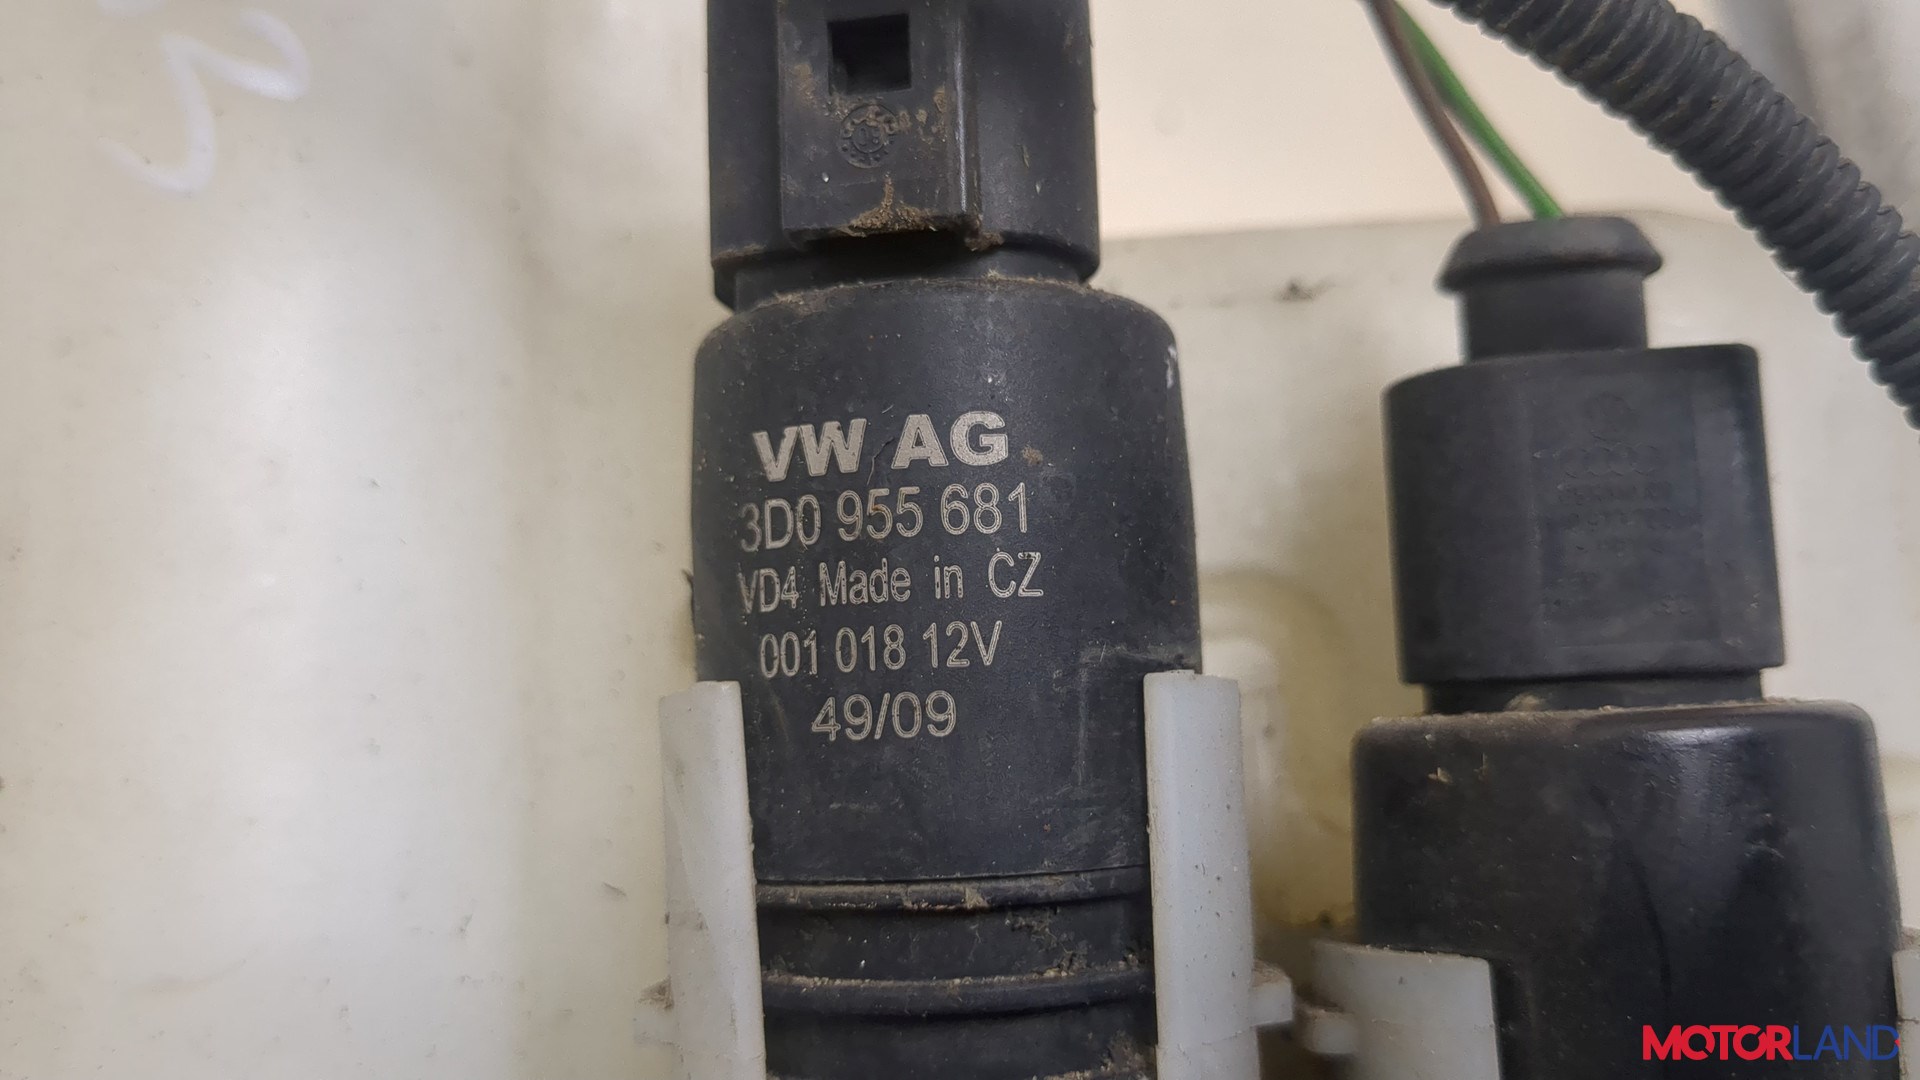 VW AG
3D0 955 681
VD4 Made in CZ
001 018 12V
49/09
MOTORLAND